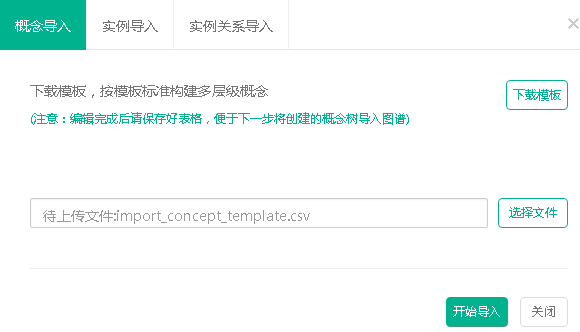 概念导入 实例导入 实例关系导入 ×
下载模板，按模板标准构建多层级概念 下载模板
(注意：编辑完成后请保存好表格，便于下一步将创建的概念树导入图谱)
待上传文件:import_concept_template.csv 选择文件
开始导入 关闭